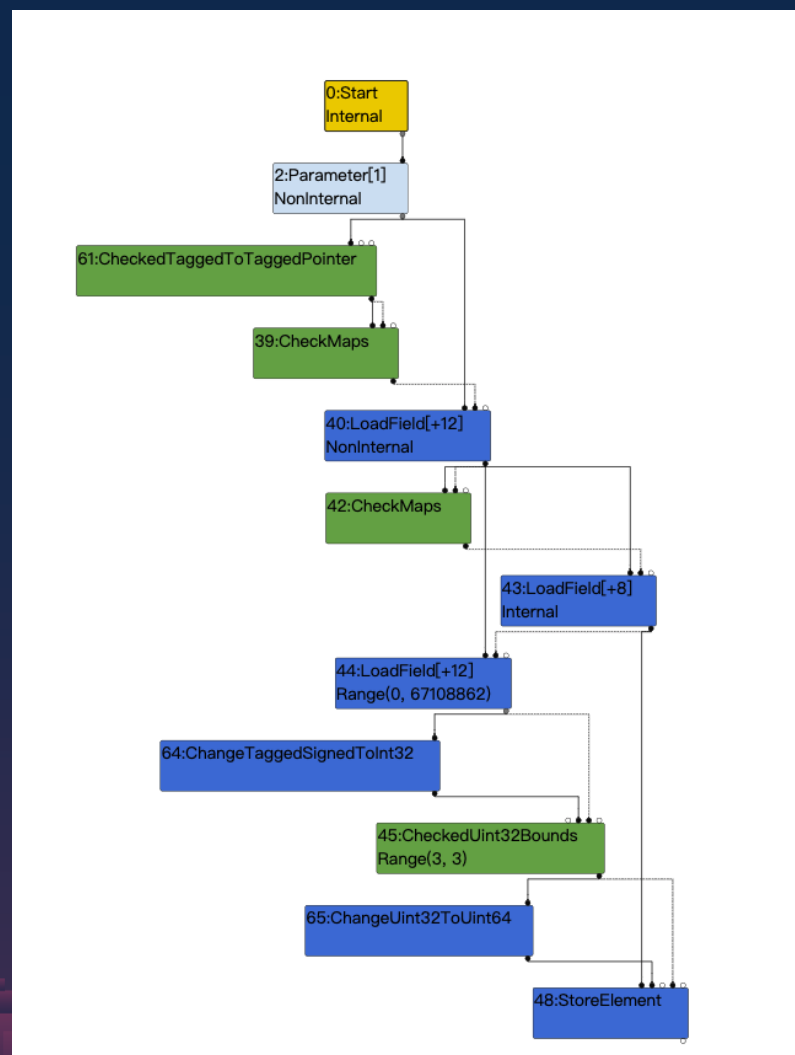 0:Start
Internal
2:Parameter[1]
NonInternal
61:CheckedTaggedToTaggedPointer
39:CheckMaps
40:LoadField[+12]
NonInternal
42:CheckMaps
43:LoadField[+8]
Internal
44:LoadField[+12]
Range(0, 67108862)
64:ChangeTaggedSignedToInt32
45:CheckedUint32Bounds
Range(3, 3)
65:ChangeUint32ToUint64
48:StoreElement